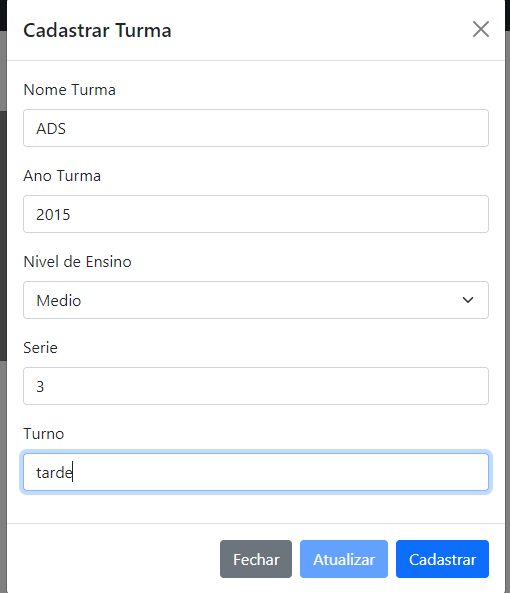 Cadastrar Turma
Nome Turma
ADS
Ano Turma
2015
Nivel de Ensino
Medio
Serie
3
Turno
tarde
Fechar Atualizar Cadastrar